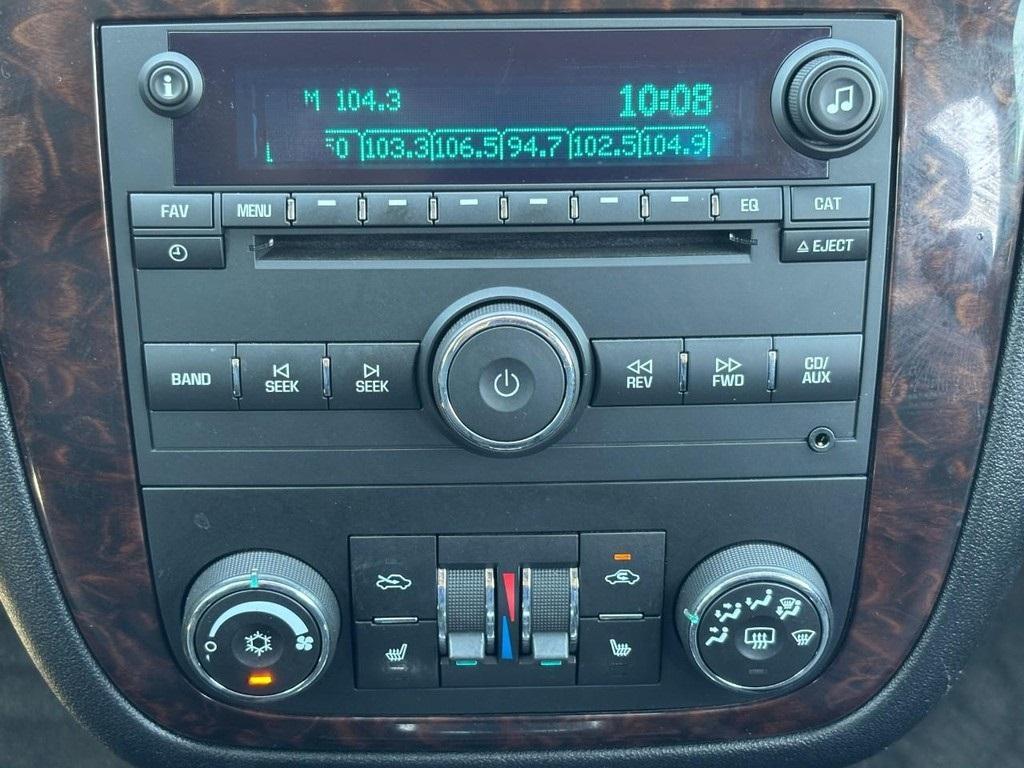 M 104.3 10:08
0 103.3 106.5 94.7 102.5 104.9
FAV MENU EQ CAT
EJECT
BAND SEEK SEEK REV FWD CD/
AUX